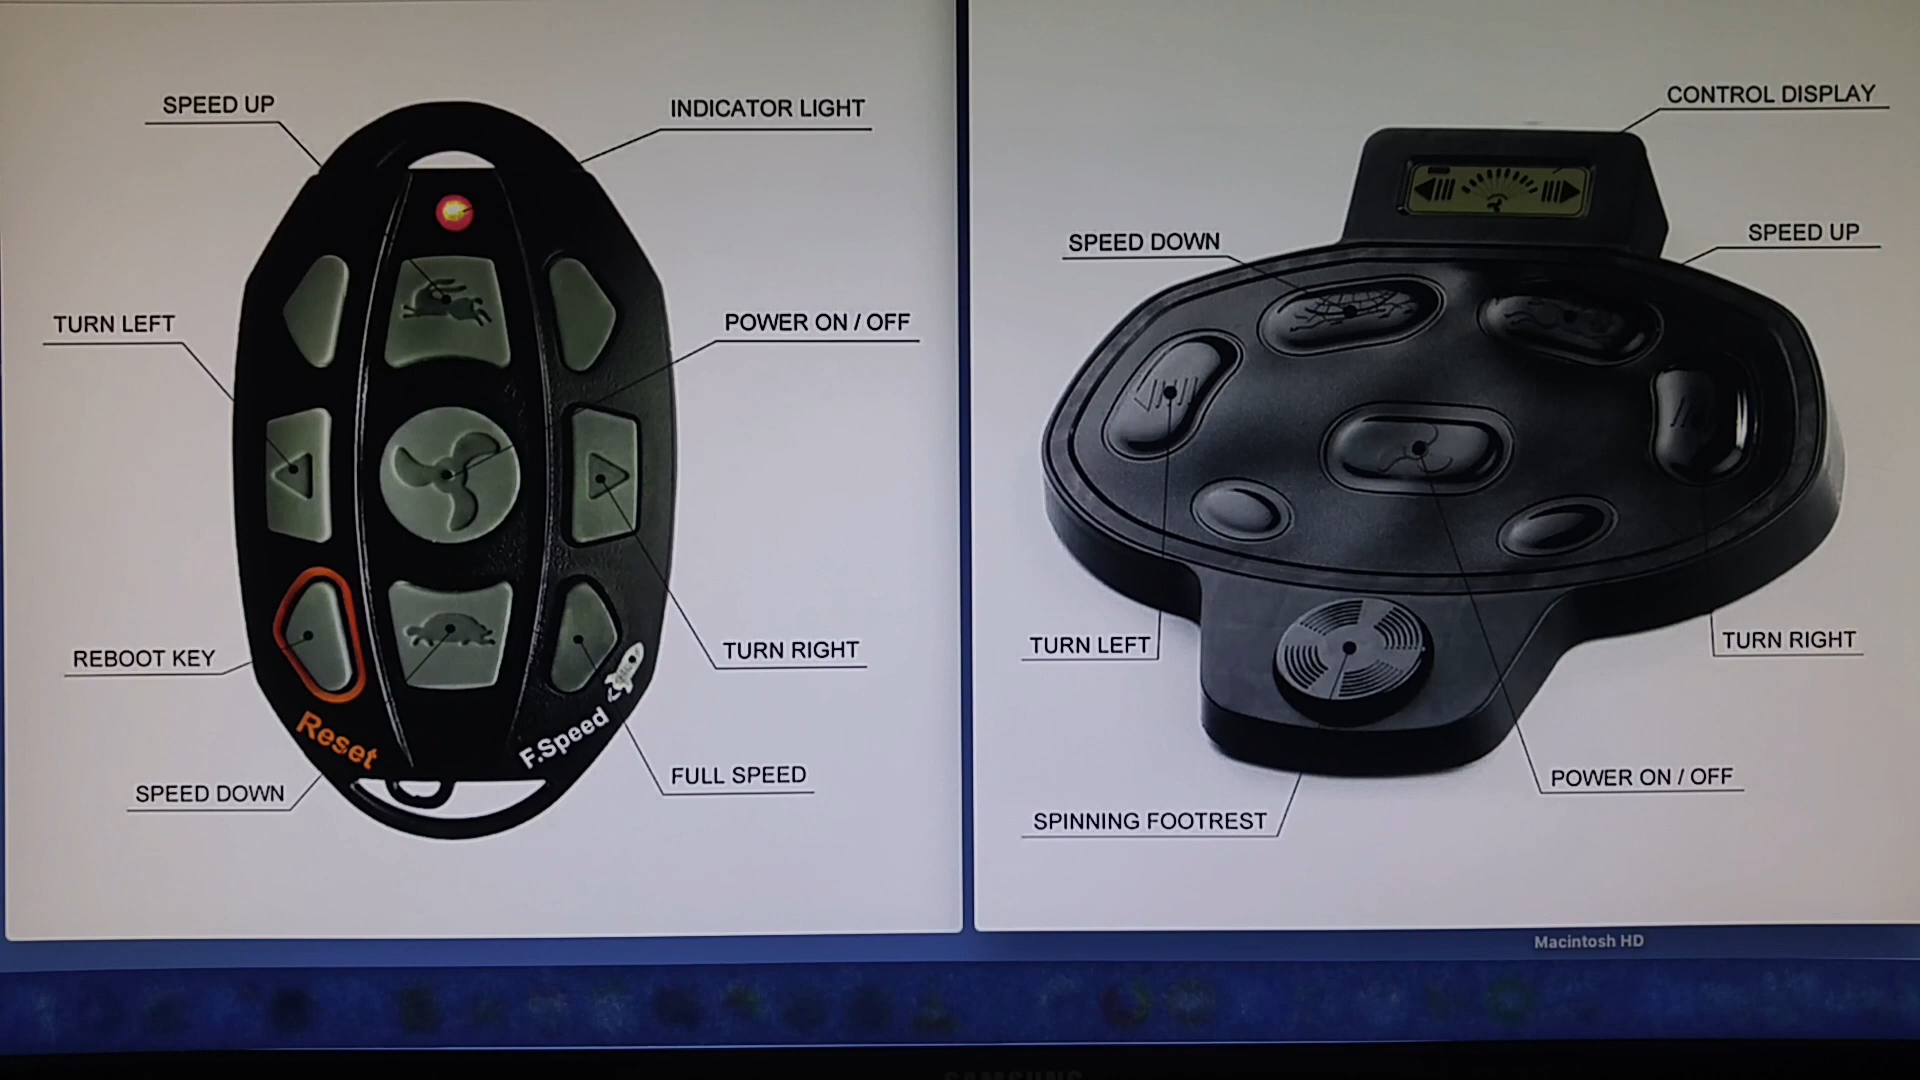 SPEED UP
INDICATOR LIGHT
TURN LEFT
POWER ON / OFF
REBOOT KEY
TURN RIGHT
Reset
F.Speed
SPEED DOWN
FULL SPEED
CONTROL DISPLAY
SPEED DOWN
SPEED UP
TURN LEFT
TURN RIGHT
POWER ON / OFF
SPINNING FOOTREST
Macintosh HD
SAMSUNG